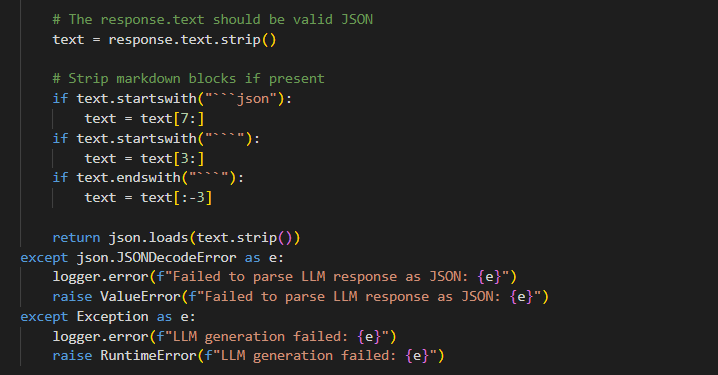 # The response.text should be valid JSON
text = response.text.strip()
# Strip markdown blocks if present
if text.startswith("```json"):
text = text[7:]
if text.startswith("```"):
text = text[3:]
if text.endswith("```"):
text = text[:-3]
return json.loads(text.strip())
except json.JSONDecodeError as e:
logger.error(f"Failed to parse LLM response as JSON: {e}")
raise ValueError(f"Failed to parse LLM response as JSON: {e}")
except Exception as e:
logger.error(f"LLM generation failed: {e}")
raise RuntimeError(f"LLM generation failed: {e}")